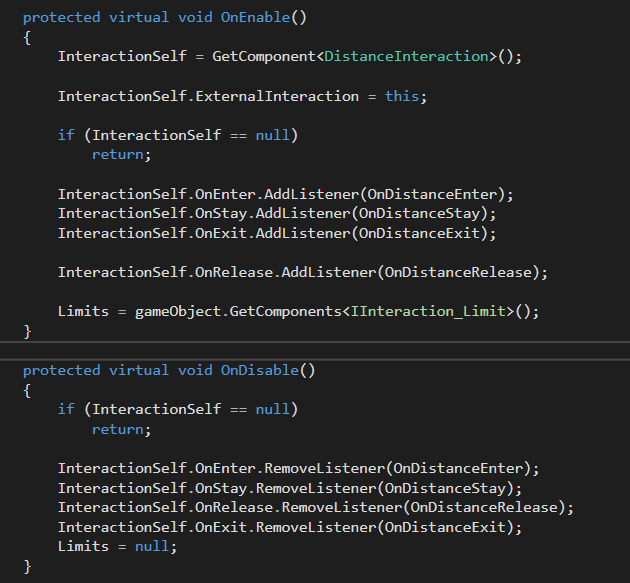 protected virtual void OnEnable()
{
InteractionSelf = GetComponent<DistanceInteraction>();
InteractionSelf.ExternalInteraction = this;
if (InteractionSelf == null)
return;
InteractionSelf.OnEnter.AddListener(OnDistanceEnter);
InteractionSelf.OnStay.AddListener(OnDistanceStay);
InteractionSelf.OnExit.AddListener(OnDistanceExit);
InteractionSelf.OnRelease.AddListener(OnDistanceRelease);
Limits = gameObject.GetComponents<IInteraction_Limit>();
}
protected virtual void OnDisable()
{
if (InteractionSelf == null)
return;
InteractionSelf.OnEnter.RemoveListener(OnDistanceEnter);
InteractionSelf.OnStay.RemoveListener(OnDistanceStay);
InteractionSelf.OnRelease.RemoveListener(OnDistanceRelease);
InteractionSelf.OnExit.RemoveListener(OnDistanceExit);
Limits = null;
}